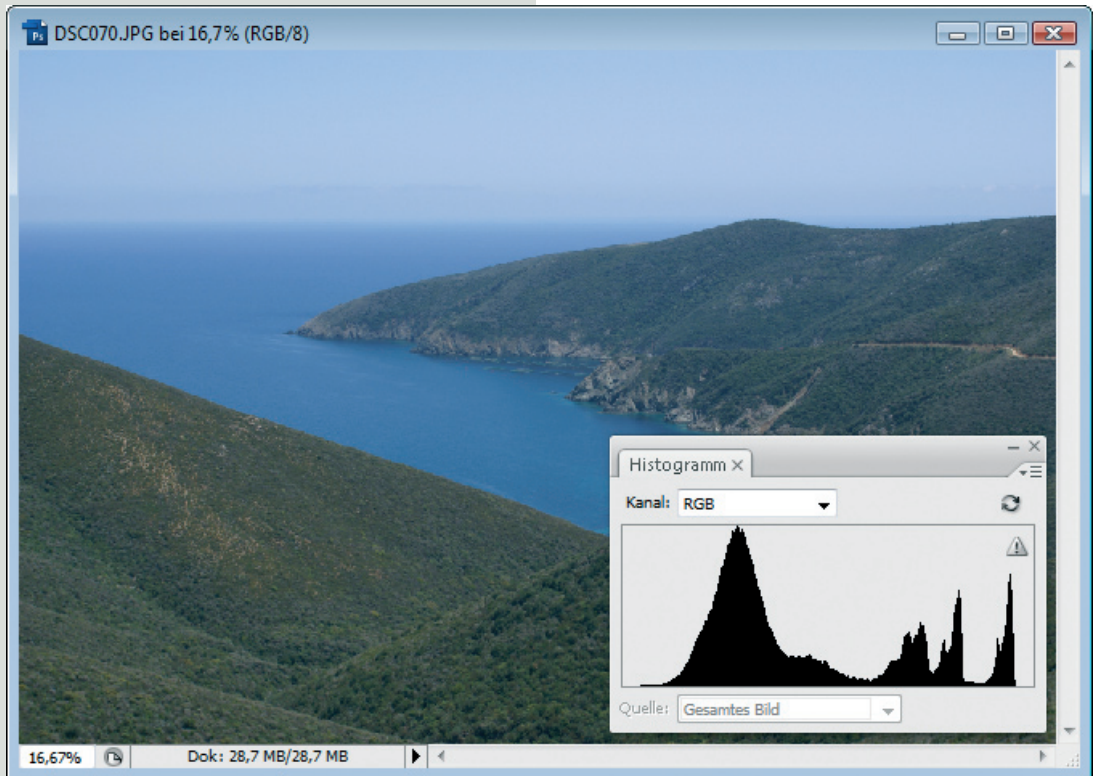 Ps DSC070.JPG bei 16,7% (RGB/8)
Histogramm
Kanal: RGB
Quelle: Gesamtes Bild
16,67% Dok: 28,7 MB/28,7 MB